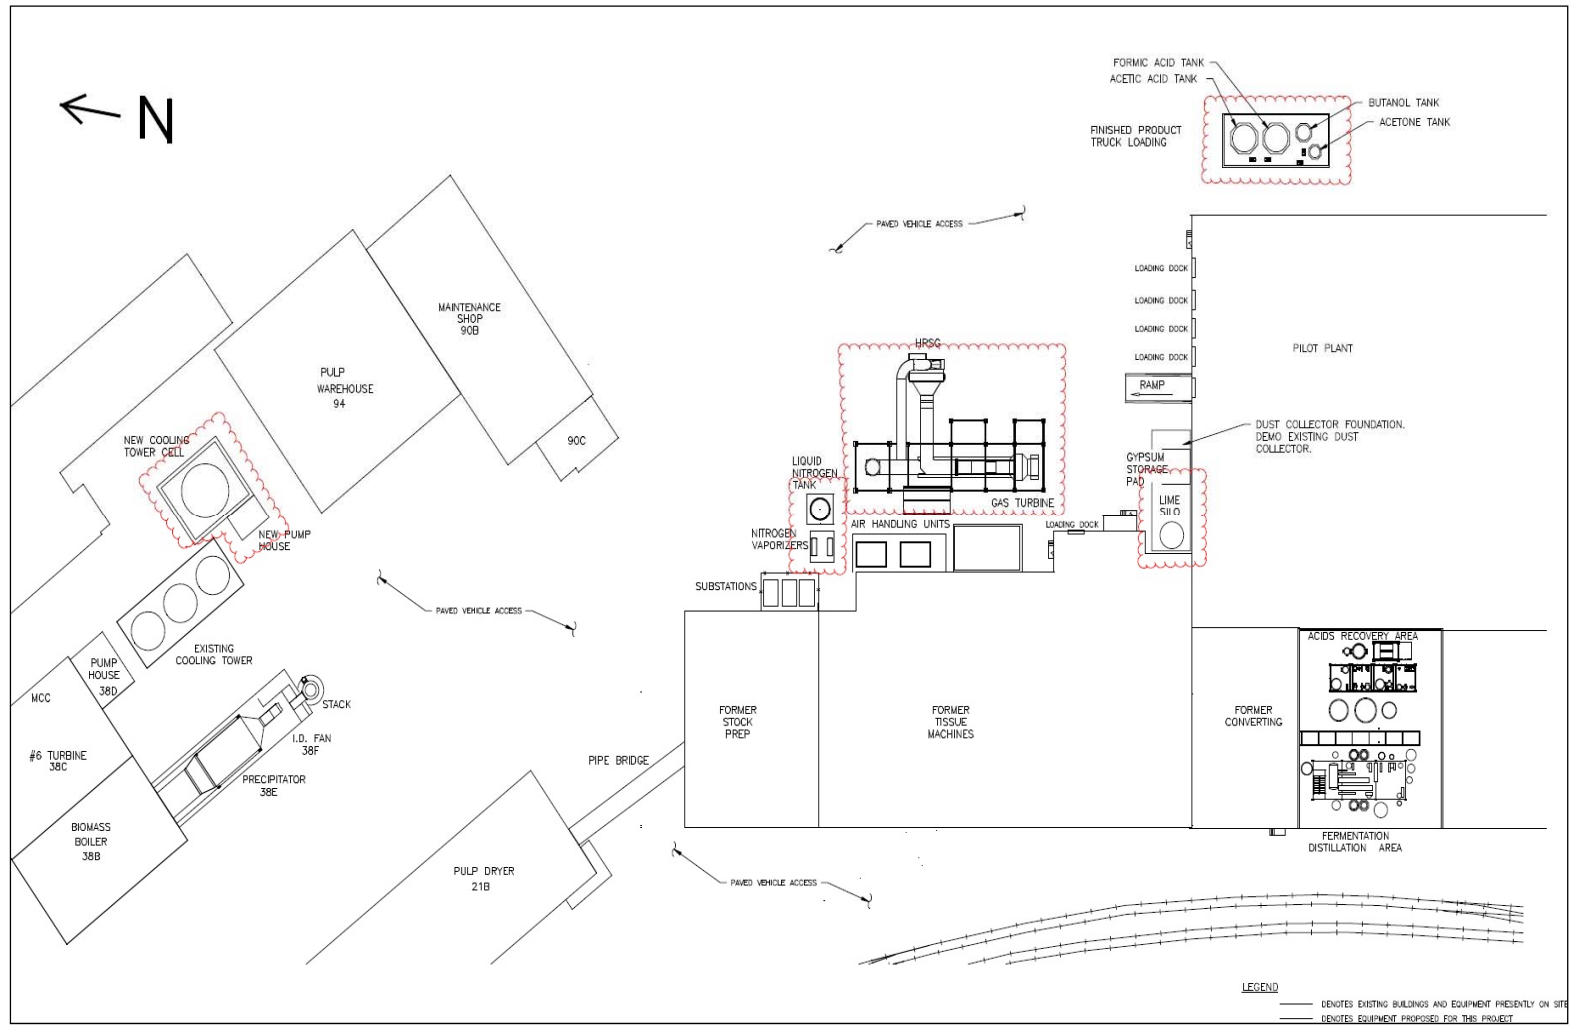 N
FORMIC ACID TANK
ACETIC ACID TANK
BUTANOL TANK
ACETONE TANK
FINISHED PRODUCT
TRUCK LOADING
PAVED VEHICLE ACCESS
LOADING DOCK
LOADING DOCK
LOADING DOCK
LOADING DOCK
RAMP
PILOT PLANT
DUST COLLECTOR FOUNDATION.
DEMO EXISTING DUST
COLLECTOR.
GYPSUM
STORAGE
PAD
LIME
SILO
MAINTENANCE
SHOP
90B
PULP
WAREHOUSE
94
90C
HRSG
GAS TURBINE
LIQUID
NITROGEN
TANK
NITROGEN
VAPORIZERS
AIR HANDLING UNITS
LOADING DOCK
SUBSTATIONS
NEW COOLING
TOWER CELL
NEW PUMP
HOUSE
PAVED VEHICLE ACCESS
EXISTING
COOLING TOWER
PUMP
HOUSE
38D
MCC
#6 TURBINE
38C
STACK
I.D. FAN
38F
PRECIPITATOR
38E
BIOMASS
BOILER
38B
PIPE BRIDGE
PULP DRYER
21B
FORMER
STOCK
PREP
FORMER
TISSUE
MACHINES
FORMER
CONVERTING
ACIDS RECOVERY AREA
FERMENTATION
DISTILLATION AREA
PAVED VEHICLE ACCESS
LEGEND
DENOTES EXISTING BUILDINGS AND EQUIPMENT PRESENTLY ON SITE
DENOTES EQUIPMENT PROPOSED FOR THIS PROJECT